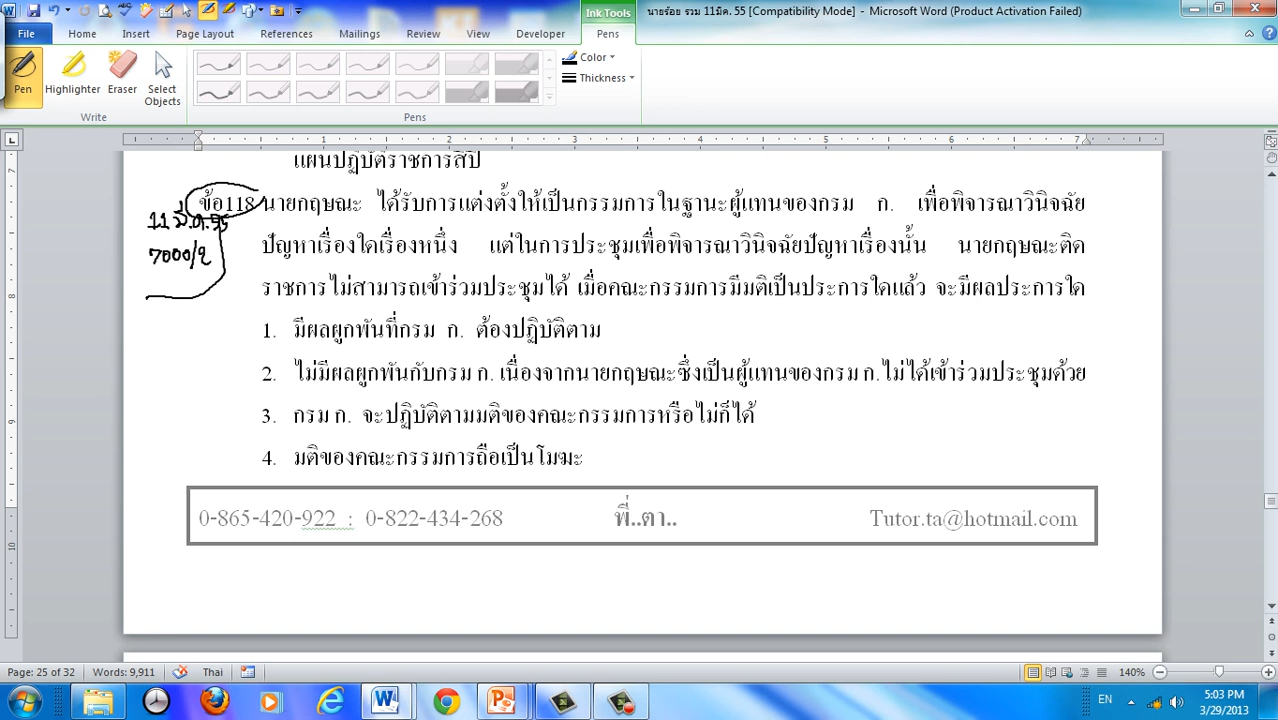 นายร้อย รวม 11มีค. 55 [Compatibility Mode] - Microsoft Word (Product Activation Failed)
Ink Tools
File Home Insert Page Layout References Mailings Review View Developer Pens
Pen Highlighter Eraser Select Objects
Color
Thickness
Write Pens
1 2 3 4 5 6 7
แผนปฏิบัติราชการสี่ปี
ข้อ118 นายกฤษณะ ได้รับการแต่งตั้งให้เป็นกรรมการในฐานะผู้แทนของกรม ก. เพื่อพิจารณาวินิจฉัย
11 มี.ค.55
ปัญหาเรื่องใดเรื่องหนึ่ง แต่ในการประชุมเพื่อพิจารณาวินิจฉัยปัญหาเรื่องนั้น นายกฤษณะติด
ราชการไม่สามารถเข้าร่วมประชุมได้ เมื่อคณะกรรมการมีมติเป็นประการใดแล้ว จะมีผลประการใด
1. มีผลผูกพันที่กรม ก. ต้องปฏิบัติตาม
2. ไม่มีผลผูกพันกับกรม ก. เนื่องจากนายกฤษณะซึ่งเป็นผู้แทนของกรม ก.ไม่ได้เข้าร่วมประชุมด้วย
3. กรม ก. จะปฏิบัติตามมติของคณะกรรมการหรือไม่ก็ได้
4. มติของคณะกรรมการถือเป็นโมฆะ
0-865-420-922 : 0-822-434-268 พี่..ตา.. Tutor.ta@hotmail.com
Page: 25 of 32 Words: 9,911 Thai 140%
EN 5:03 PM
3/29/2013